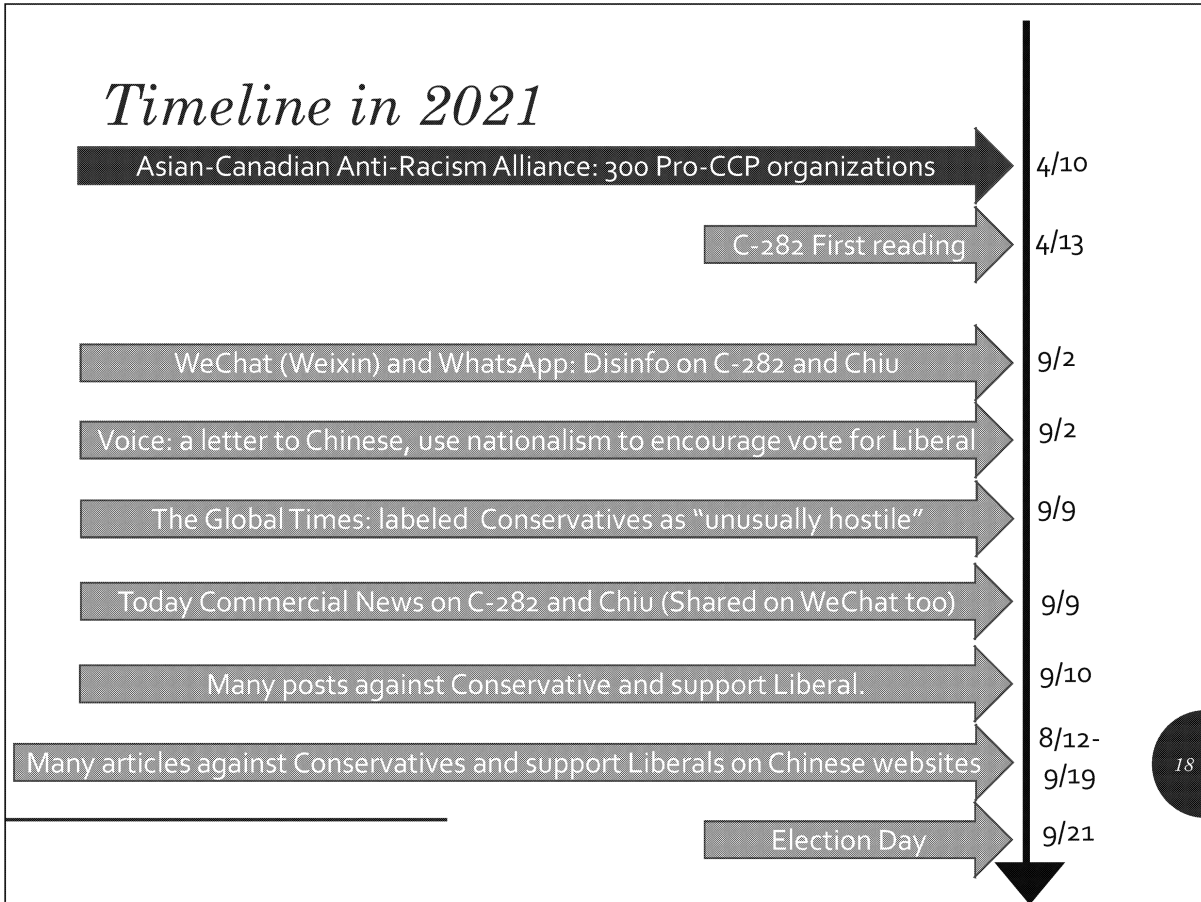 Timeline in 2021
Asian-Canadian Anti-Racism Alliance: 300 Pro-CCP organizations
4/10
C-282 First reading
4/13
WeChat (Weixin) and WhatsApp: Disinfo on C-282 and Chiu
9/2
Voice: a letter to Chinese, use nationalism to encourage vote for Liberal
9/2
The Global Times: labeled  Conservatives as “unusually hostile”
9/9
Today Commercial News on C-282 and Chiu (Shared on WeChat too)
9/9
Many posts against Conservative and support Liberal.
9/10
Many articles against Conservatives and support Liberals on Chinese websites
8/12-
9/19
18
Election Day
9/21